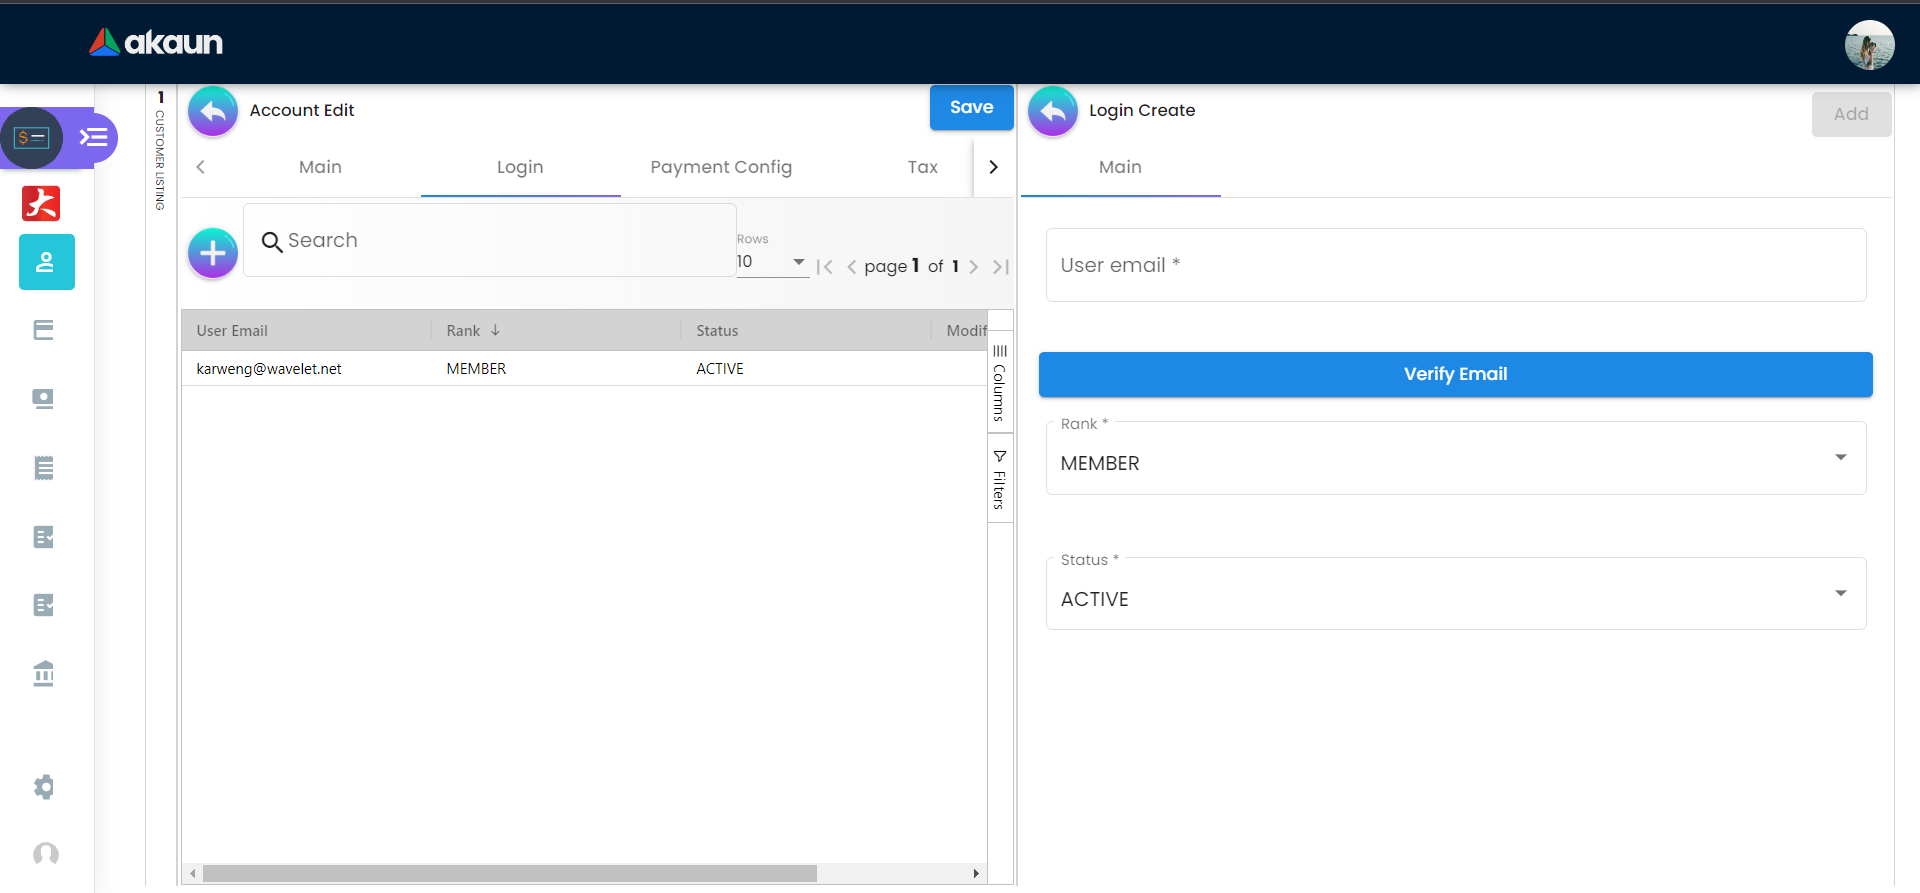 akaun
1
CUSTOMER LISTING
Account Edit
Save
Main
Login
Payment Config
Tax
Search
Rows
10
page 1 of 1
User Email
Rank
Status
Modif
karweng@wavelet.net
MEMBER
ACTIVE
Columns
Filters
Login Create
Add
Main
User email *
Verify Email
Rank *
MEMBER
Status *
ACTIVE